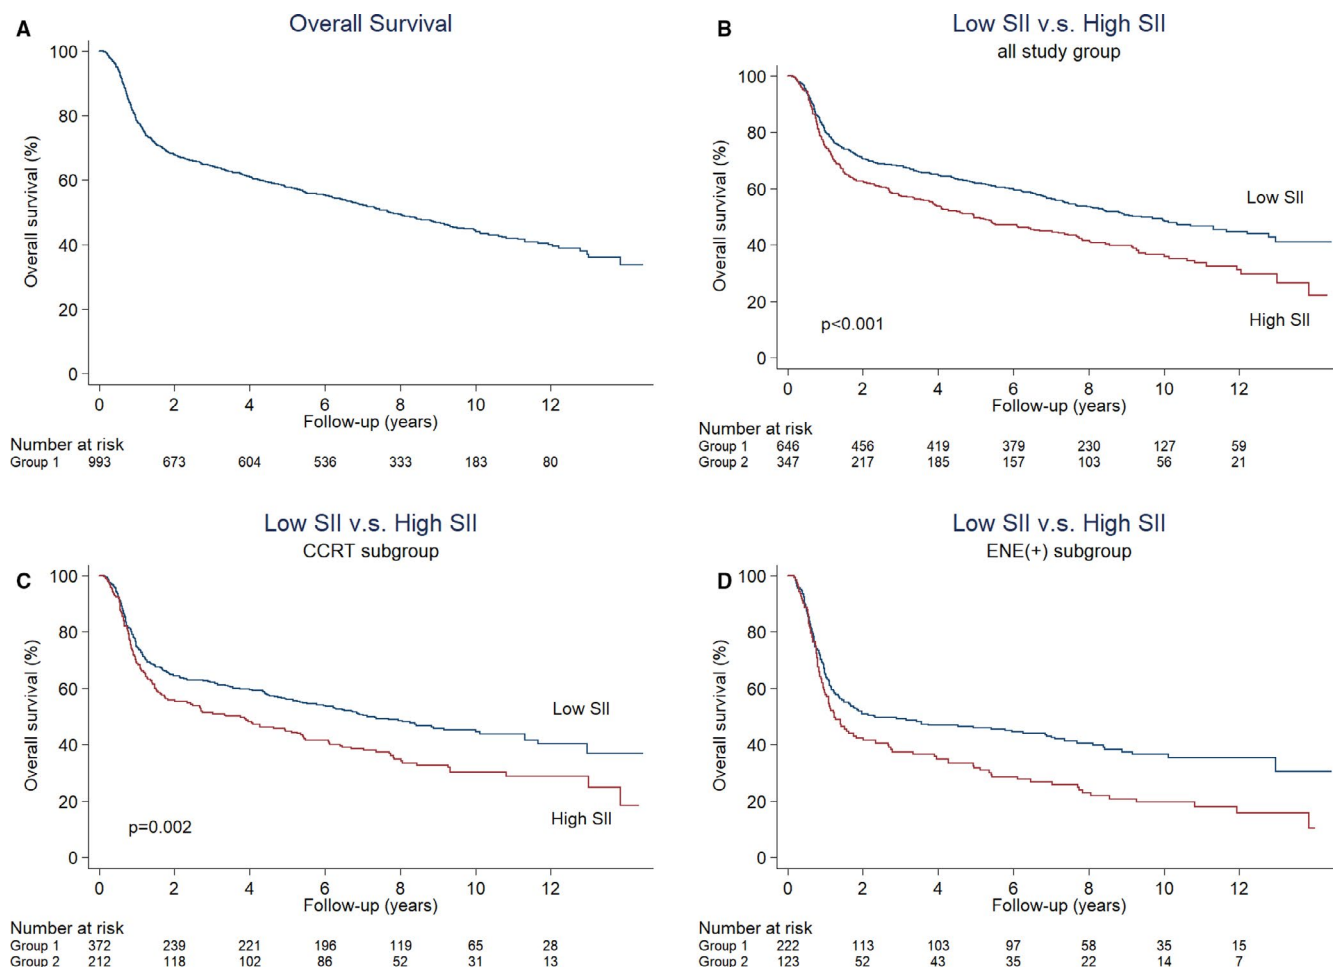 A
Overall Survival
100
80
60
40
20
0
Overall survival (%)
0 2 4 6 8 10 12
Follow-up (years)
Number at risk
Group 1 993 673 604 536 333 183 80
B
Low SII v.s. High SII
all study group
100
80
60
40
20
0
Overall survival (%)
Low SII
High SII
p<0.001
0 2 4 6 8 10 12
Follow-up (years)
Number at risk
Group 1 646 456 419 379 230 127 59
Group 2 347 217 185 157 103 56 21
C
Low SII v.s. High SII
CCRT subgroup
100
80
60
40
20
0
Overall survival (%)
Low SII
High SII
p=0.002
0 2 4 6 8 10 12
Follow-up (years)
Number at risk
Group 1 372 239 221 196 119 65 28
Group 2 212 118 102 86 52 31 13
D
Low SII v.s. High SII
ENE(+) subgroup
100
80
60
40
20
0
Overall survival (%)
0 2 4 6 8 10 12
Follow-up (years)
Number at risk
Group 1 222 113 103 97 58 35 15
Group 2 123 52 43 35 22 14 7